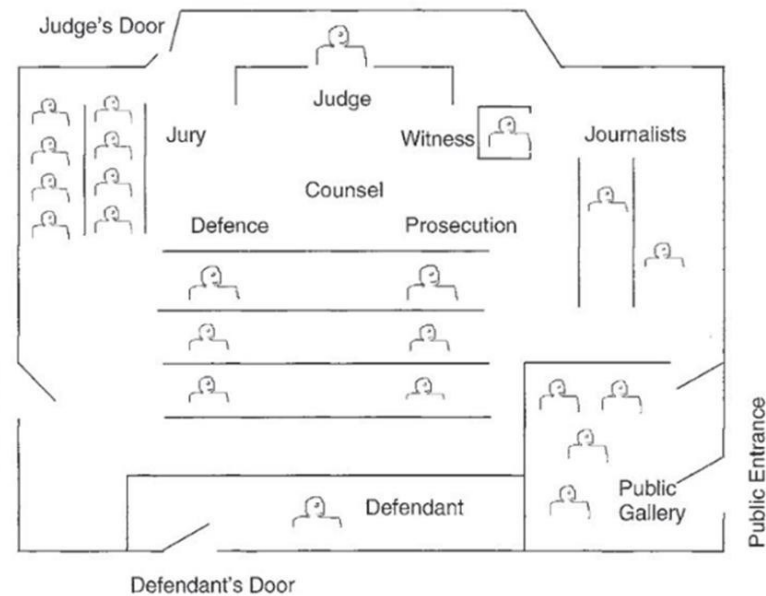 Judge's Door
Judge
Jury
Witness
Journalists
Counsel
Defence
Prosecution
Public Entrance
Public
Gallery
Defendant
Defendant's Door